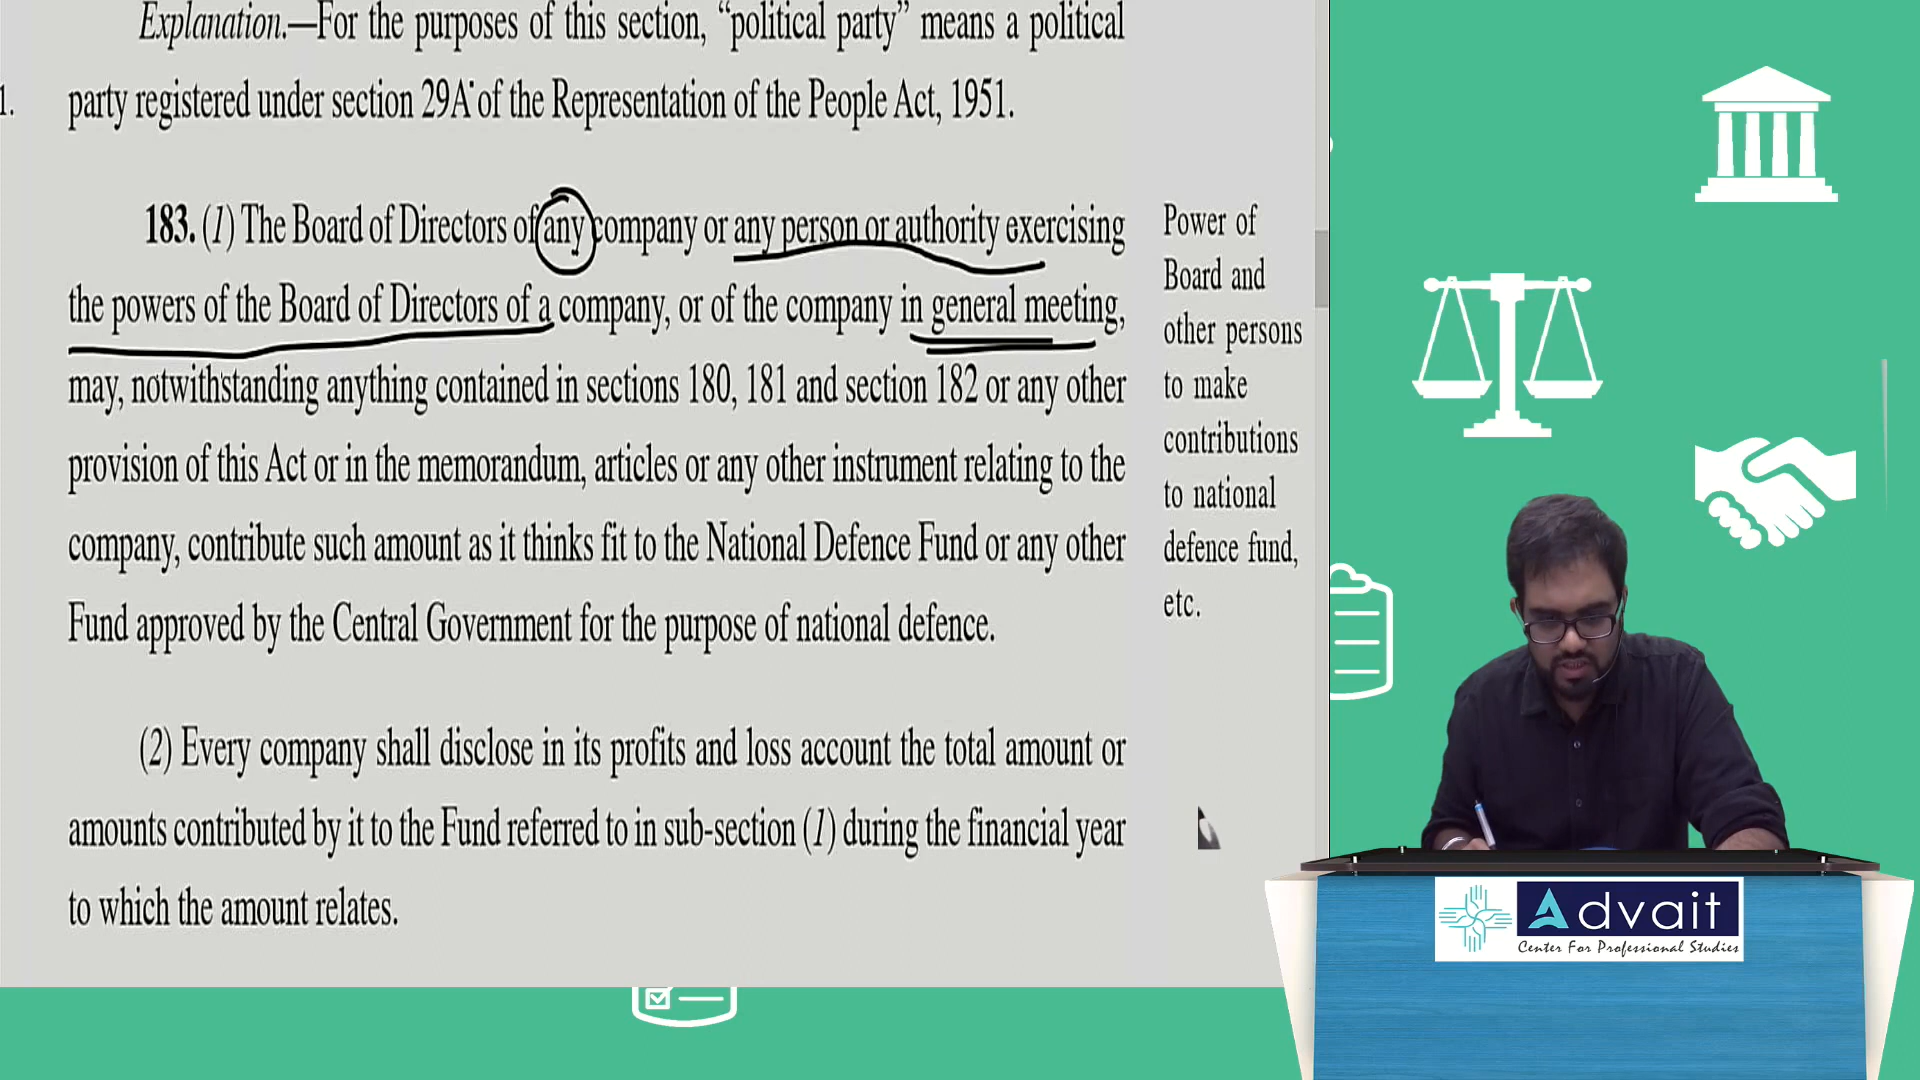 Explanation.—For the purposes of this section, “political party” means a political
1. party registered under section 29A of the Representation of the People Act, 1951.
183. (1) The Board of Directors of any company or any person or authority exercising
the powers of the Board of Directors of a company, or of the company in general meeting,
may, notwithstanding anything contained in sections 180, 181 and section 182 or any other
provision of this Act or in the memorandum, articles or any other instrument relating to the
company, contribute such amount as it thinks fit to the National Defence Fund or any other
Fund approved by the Central Government for the purpose of national defence.
Power of
Board and
other persons
to make
contributions
to national
defence fund,
etc.
(2) Every company shall disclose in its profits and loss account the total amount or
amounts contributed by it to the Fund referred to in sub-section (1) during the financial year
to which the amount relates.
Advait
Center For Professional Studies